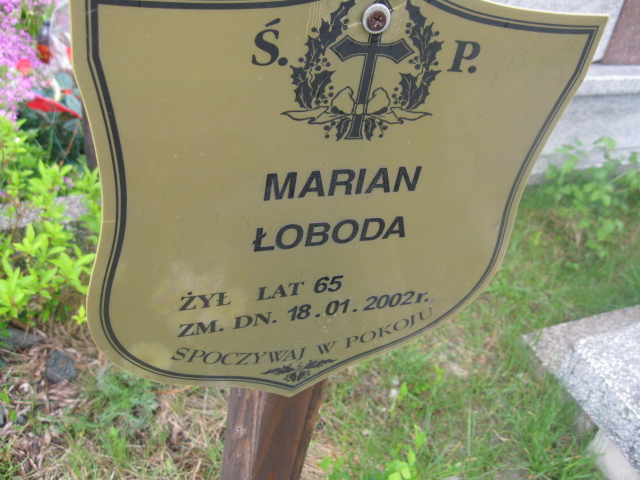 Ś. P.
MARIAN
ŁOBODA
ŻYŁ LAT 65
ZM. DN. 18.01.2002r.
SPOCZYWAJ W POKOJU